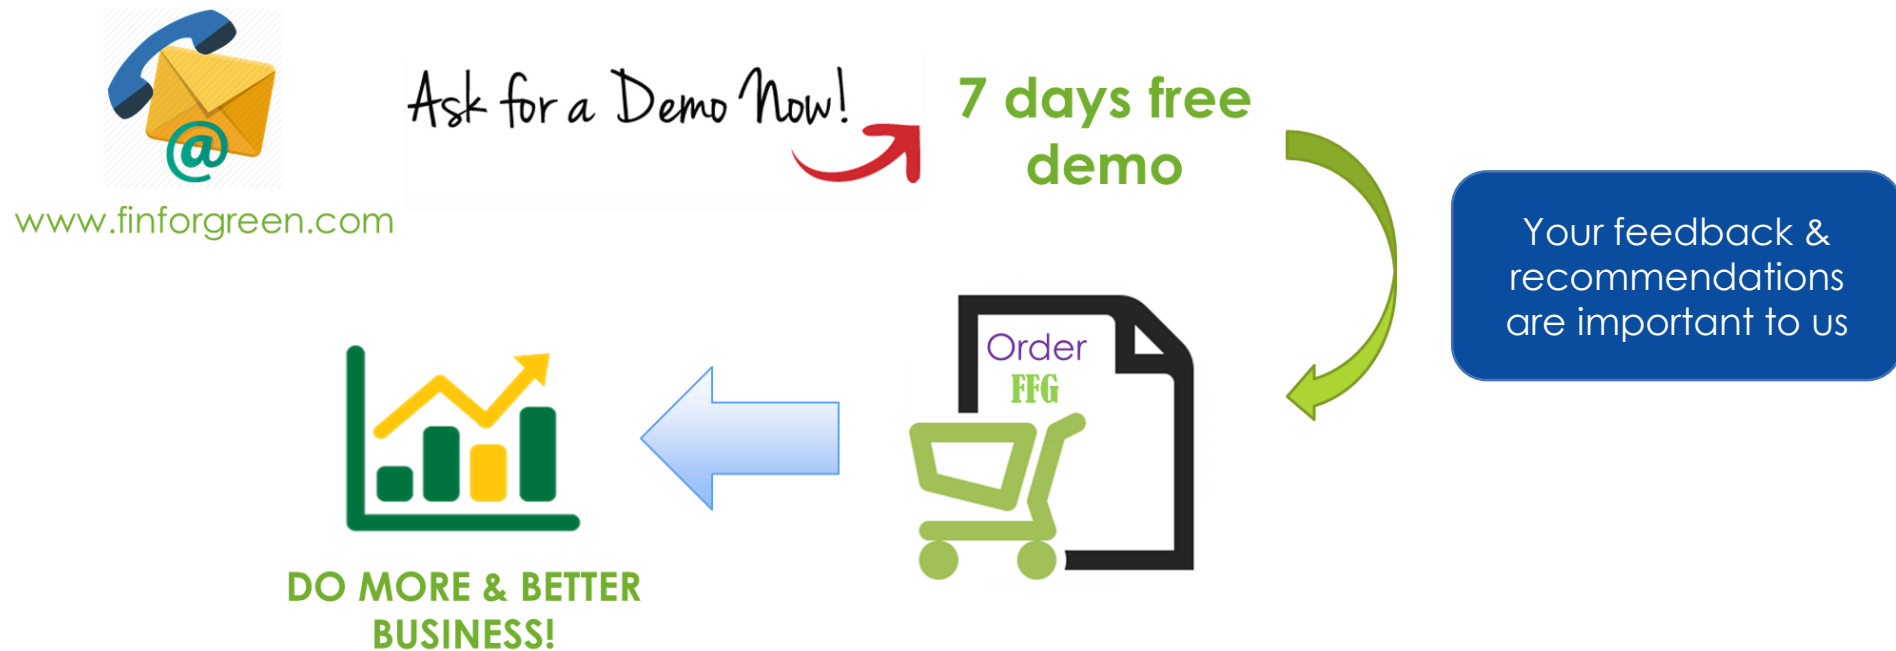 @
www.finforgreen.com
Ask for a Demo Now!
7 days free
demo
Your feedback &
recommendations
are important to us
Order
FFG
DO MORE & BETTER
BUSINESS!